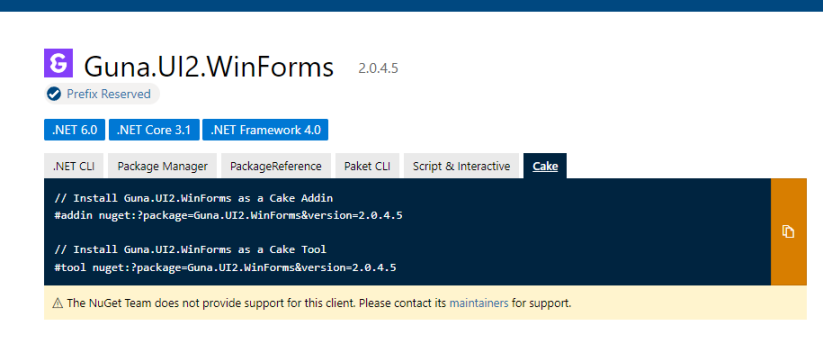 Guna.UI2.WinForms 2.0.4.5
Prefix Reserved
.NET 6.0 .NET Core 3.1 .NET Framework 4.0
.NET CLI Package Manager PackageReference Paket CLI Script & Interactive Cake
// Install Guna.UI2.WinForms as a Cake Addin
#addin nuget:?package=Guna.UI2.WinForms&version=2.0.4.5
// Install Guna.UI2.WinForms as a Cake Tool
#tool nuget:?package=Guna.UI2.WinForms&version=2.0.4.5
⚠ The NuGet Team does not provide support for this client. Please contact its maintainers for support.